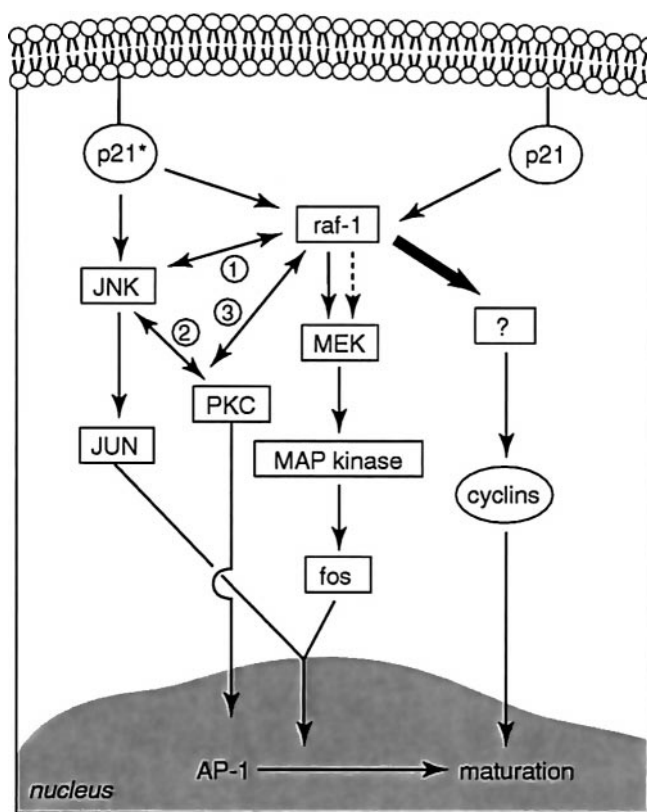 p21* p21
raf-1
①
JNK
③
②
?
MEK
PKC
JUN
MAP kinase
cyclins
fos
AP-1 maturation
nucleus